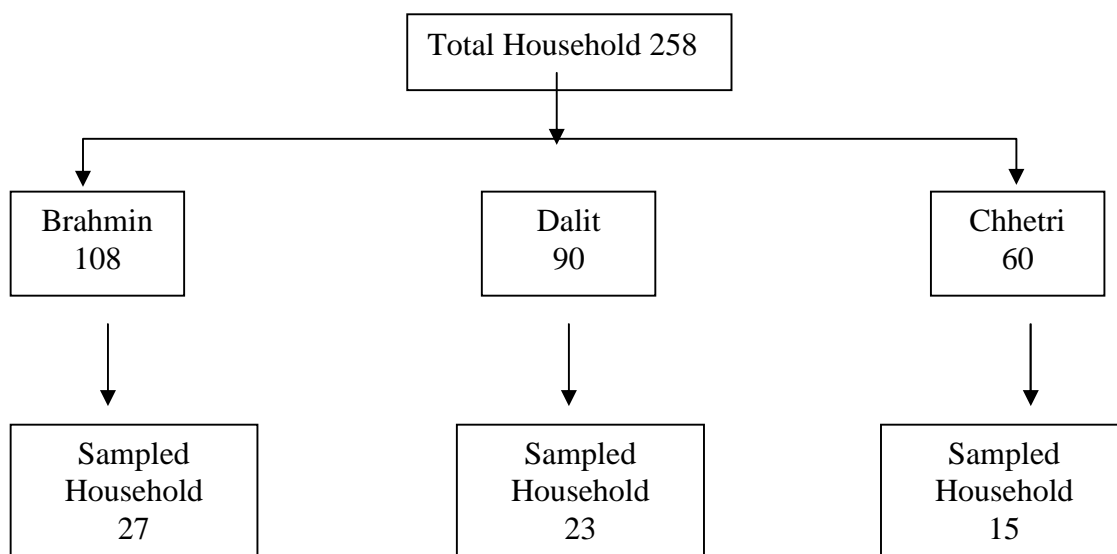 Total Household 258
Brahmin
108
Dalit
90
Chhetri
60
Sampled
Household
27
Sampled
Household
23
Sampled
Household
15